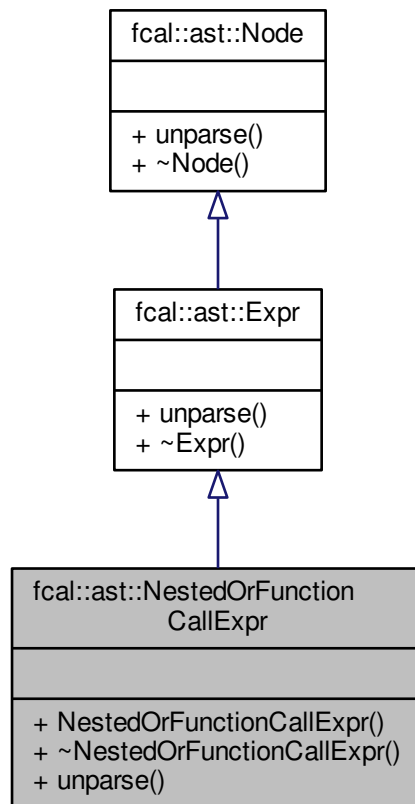 fcal::ast::Node
+ unparse()
+ ~Node()
fcal::ast::Expr
+ unparse()
+ ~Expr()
fcal::ast::NestedOrFunction
CallExpr
+ NestedOrFunctionCallExpr()
+ ~NestedOrFunctionCallExpr()
+ unparse()